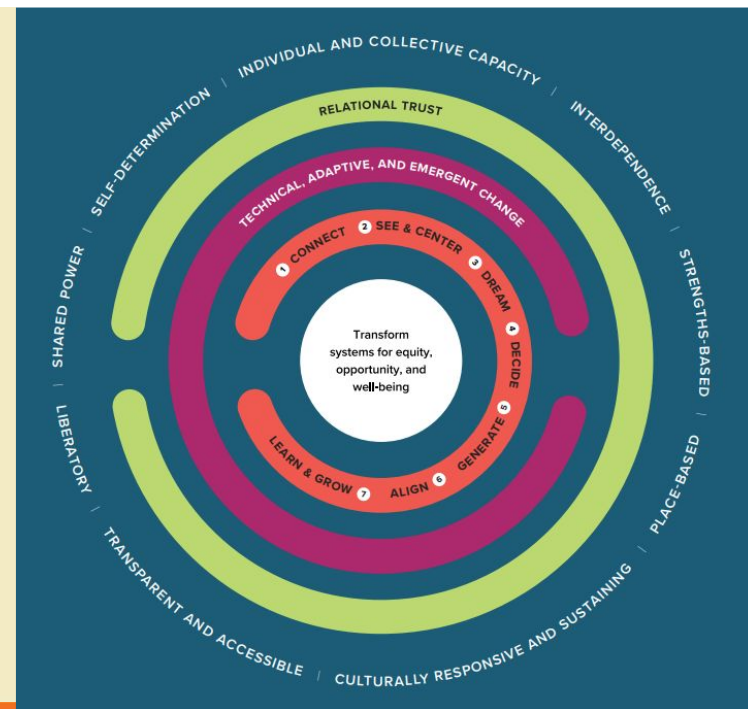 INDIVIDUAL AND COLLECTIVE CAPACITY
INTERDEPENDENCE
STRENGTHS-BASED
PLACE-BASED
CULTURALLY RESPONSIVE AND SUSTAINING
TRANSPARENT AND ACCESSIBLE
LIBERATORY
SHARED POWER
SELF-DETERMINATION
RELATIONAL TRUST
TECHNICAL, ADAPTIVE, AND EMERGENT CHANGE
1 CONNECT
2 SEE & CENTER
3 DREAM
4 DECIDE
5 GENERATE
6 ALIGN
7 LEARN & GROW
Transform
systems for equity,
opportunity, and
well-being